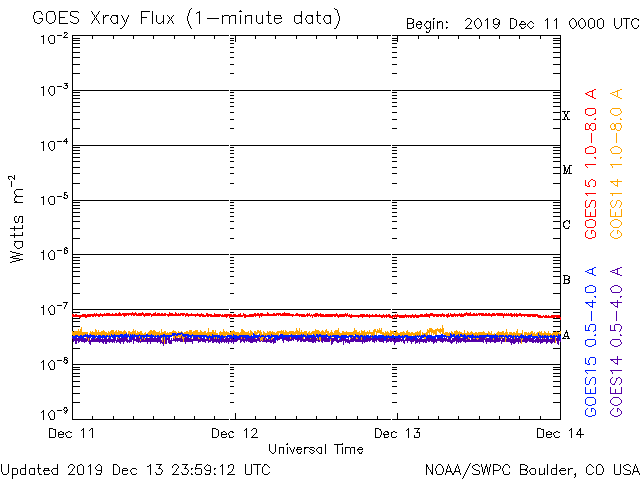 GOES Xray Flux (1-minute data)
Begin: 2019 Dec 11 0000 UTC
10⁻²
10⁻³
10⁻⁴
10⁻⁵
10⁻⁶
10⁻⁷
10⁻⁸
10⁻⁹
Watts m⁻²
X
M
C
B
A
GOES15 1.0-8.0 A
GOES14 1.0-8.0 A
GOES15 0.5-4.0 A
GOES14 0.5-4.0 A
Dec 11
Dec 12
Dec 13
Dec 14
Universal Time
Updated 2019 Dec 13 23:59:12 UTC
NOAA/SWPC Boulder, CO USA